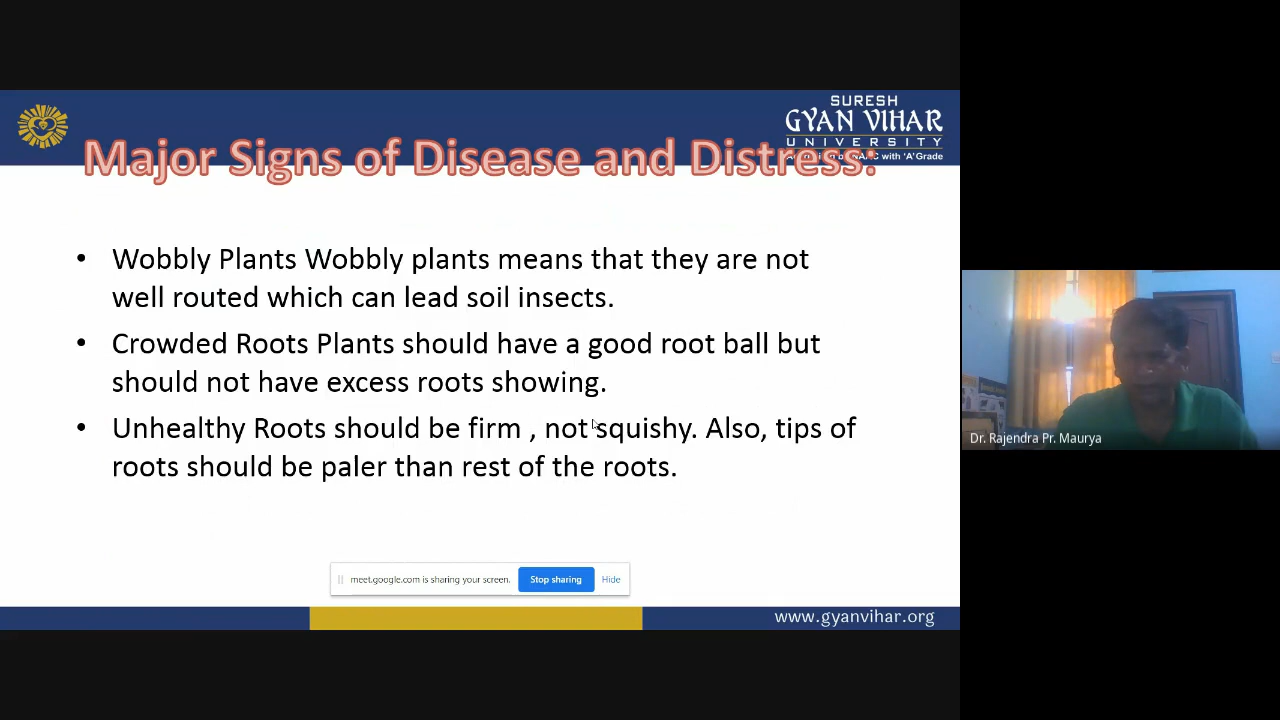 SURESH
GYAN VIHAR
UNIVERSITY
with 'A' Grade
Major Signs of Disease and Distress:
• Wobbly Plants Wobbly plants means that they are not
well routed which can lead soil insects.
• Crowded Roots Plants should have a good root ball but
should not have excess roots showing.
• Unhealthy Roots should be firm , not squishy. Also, tips of
roots should be paler than rest of the roots.
Dr. Rajendra Pr. Maurya
meet.google.com is sharing your screen. Stop sharing Hide
www.gyanvihar.org